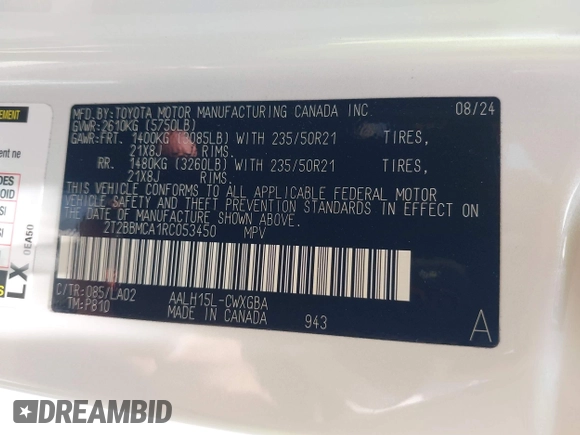 MFD.BY:TOYOTA MOTOR MANUFACTURING CANADA INC. 08/24
GVWR:2610KG (5750LB)
GAWR:FRT. 1400KG (3085LB) WITH 235/50R21 TIRES,
21X8J RIMS.
RR. 1480KG (3260LB) WITH 235/50R21 TIRES,
21X8J RIMS.
THIS VEHICLE CONFORMS TO ALL APPLICABLE FEDERAL MOTOR
VEHICLE SAFETY AND THEFT PREVENTION STANDARDS IN EFFECT ON
THE DATE OF MANUFACTURE SHOWN ABOVE.
2T2BBMCA1RC053450 MPV
C/TR:085/LA02 AALH15L-CWXGBA
TM:P810 MADE IN CANADA 943 A
LX 0EA50
DREAMBID